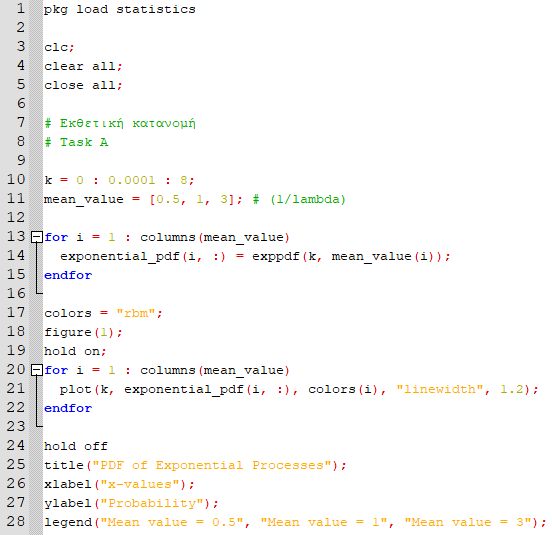 1 pkg load statistics
2
3 clc;
4 clear all;
5 close all;
6
7 # Εκθετική κατανομή
8 # Task A
9
10 k = 0 : 0.0001 : 8;
11 mean_value = [0.5, 1, 3]; # (1/lambda)
12
13 for i = 1 : columns(mean_value)
14   exponential_pdf(i, :) = exppdf(k, mean_value(i));
15 endfor
16
17 colors = "rbm";
18 figure(1);
19 hold on;
20 for i = 1 : columns(mean_value)
21   plot(k, exponential_pdf(i, :), colors(i), "linewidth", 1.2);
22 endfor
23
24 hold off
25 title("PDF of Exponential Processes");
26 xlabel("x-values");
27 ylabel("Probability");
28 legend("Mean value = 0.5", "Mean value = 1", "Mean value = 3");